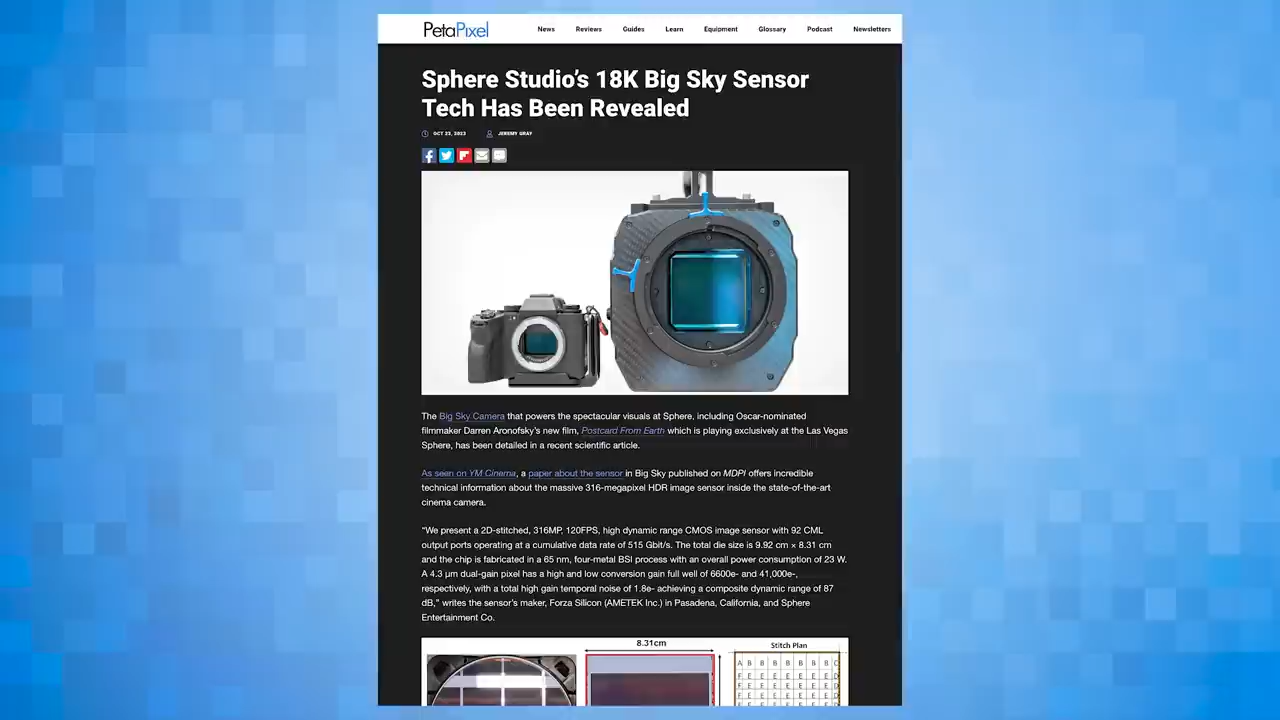 PetaPixel
News Reviews Guides Learn Equipment Glossary Podcast Newsletters
Sphere Studio's 18K Big Sky Sensor
Tech Has Been Revealed
OCT 23, 2023 JEREMY GRAY
The Big Sky Camera that powers the spectacular visuals at Sphere, including Oscar-nominated
filmmaker Darren Aronofsky's new film, Postcard From Earth which is playing exclusively at the Las Vegas
Sphere, has been detailed in a recent scientific article.
As seen on YM Cinema, a paper about the sensor in Big Sky published on MDPI offers incredible
technical information about the massive 316-megapixel HDR image sensor inside the state-of-the-art
cinema camera.
"We present a 2D-stitched, 316MP, 120FPS, high dynamic range CMOS image sensor with 92 CML
output ports operating at a cumulative data rate of 515 Gbit/s. The total die size is 9.92 cm × 8.31 cm
and the chip is fabricated in a 65 nm, four-metal BSI process with an overall power consumption of 23 W.
A 4.3 μm dual-gain pixel has a high and low conversion gain full well of 6600e- and 41,000e-,
respectively, with a total high gain temporal noise of 1.8e- achieving a composite dynamic range of 87
dB," writes the sensor's maker, Forza Silicon (AMETEK Inc.) in Pasadena, California, and Sphere
Entertainment Co.
8.31cm
Stitch Plan
A B B B B B B B C
F E E E E E E E D
F E E E E E E E D
F E E E E E E E D